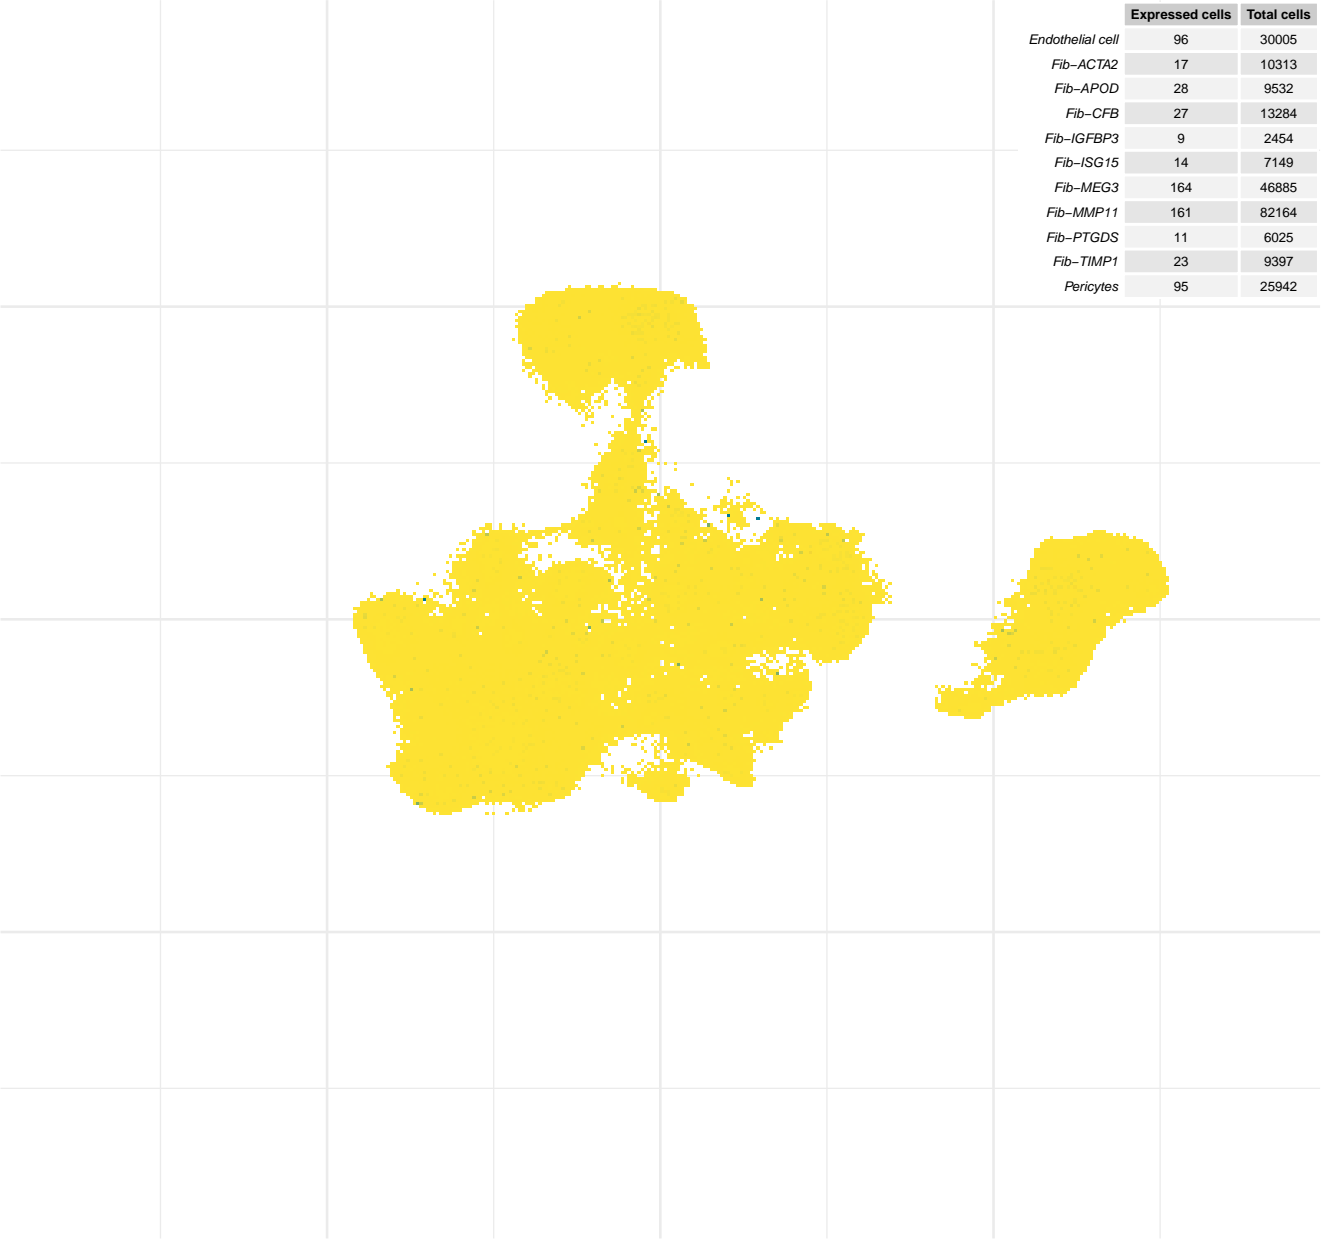 Expressed cells Total cells
Endothelial cell 96 30005
Fib−ACTA2 17 10313
Fib−APOD 28 9532
Fib−CFB 27 13284
Fib−IGFBP3 9 2454
Fib−ISG15 14 7149
Fib−MEG3 164 46885
Fib−MMP11 161 82164
Fib−PTGDS 11 6025
Fib−TIMP1 23 9397
Pericytes 95 25942